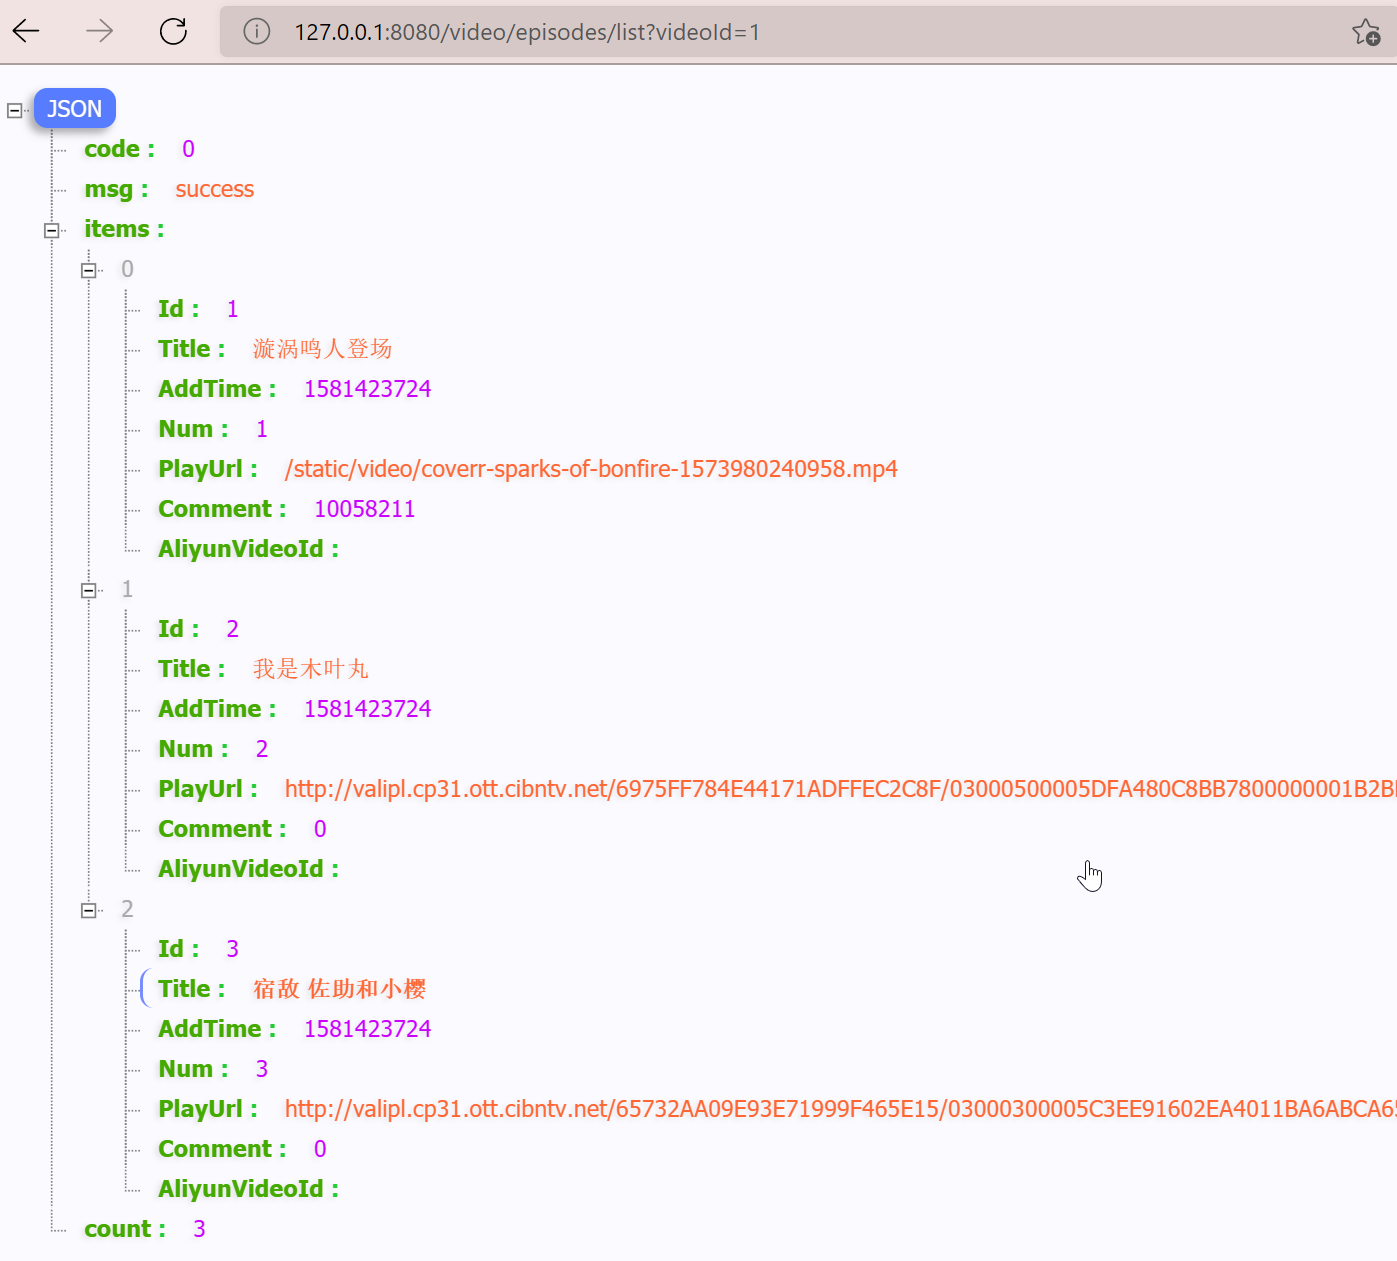 127.0.0.1:8080/video/episodes/list?videoId=1
JSON
code : 0
msg : success
items :
0
Id : 1
Title : 漩涡鸣人登场
AddTime : 1581423724
Num : 1
PlayUrl : /static/video/coverr-sparks-of-bonfire-1573980240958.mp4
Comment : 10058211
AliyunVideoId :
1
Id : 2
Title : 我是木叶丸
AddTime : 1581423724
Num : 2
PlayUrl : http://valipl.cp31.ott.cibntv.net/6975FF784E44171ADFFEC2C8F/03000500005DFA480C8BB7800000001B2B
Comment : 0
AliyunVideoId :
2
Id : 3
Title : 宿敌 佐助和小樱
AddTime : 1581423724
Num : 3
PlayUrl : http://valipl.cp31.ott.cibntv.net/65732AA09E93E71999F465E15/03000300005C3EE91602EA4011BA6ABCA6
Comment : 0
AliyunVideoId :
count : 3